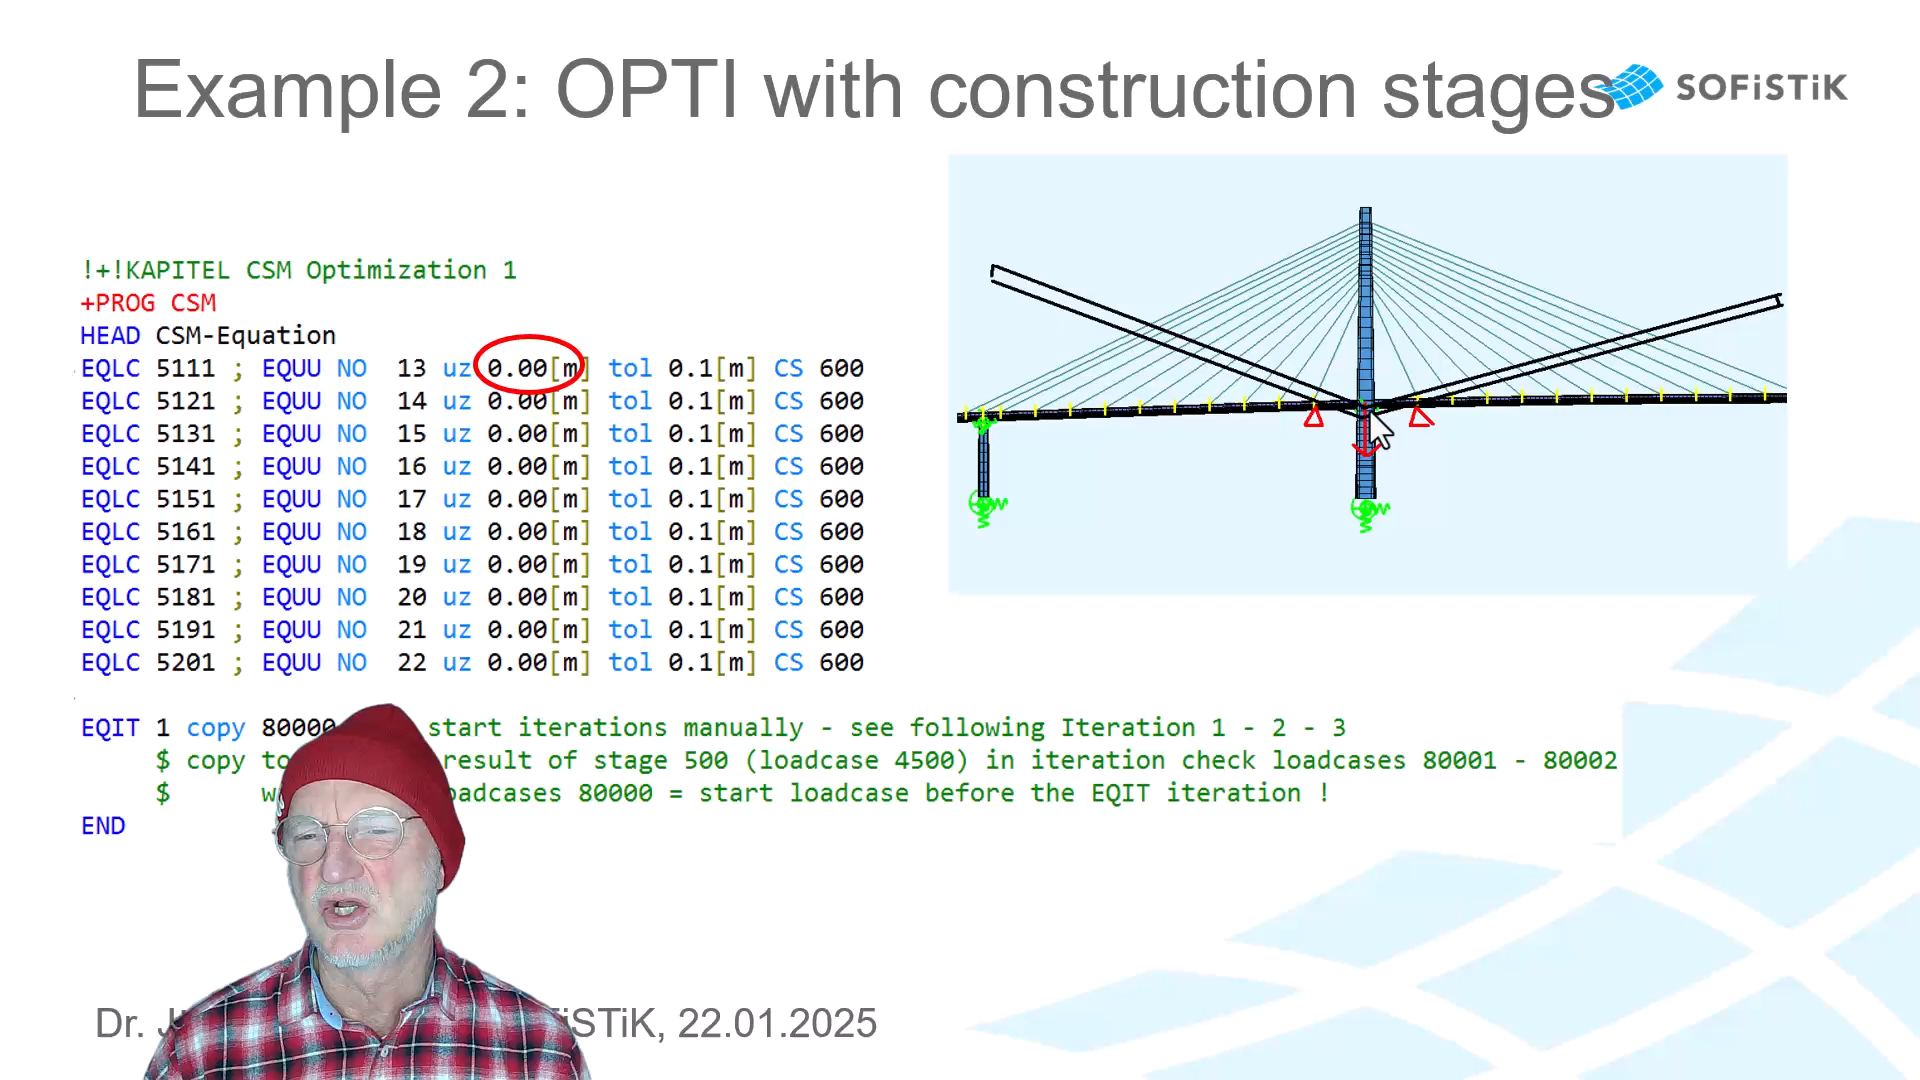 Example 2: OPTI with construction stages
SOFiSTiK
!+!KAPITEL CSM Optimization 1
+PROG CSM
HEAD CSM-Equation
EQLC 5111 ; EQUU NO 13 uz 0.00[m] tol 0.1[m] CS 600
EQLC 5121 ; EQUU NO 14 uz 0.00[m] tol 0.1[m] CS 600
EQLC 5131 ; EQUU NO 15 uz 0.00[m] tol 0.1[m] CS 600
EQLC 5141 ; EQUU NO 16 uz 0.00[m] tol 0.1[m] CS 600
EQLC 5151 ; EQUU NO 17 uz 0.00[m] tol 0.1[m] CS 600
EQLC 5161 ; EQUU NO 18 uz 0.00[m] tol 0.1[m] CS 600
EQLC 5171 ; EQUU NO 19 uz 0.00[m] tol 0.1[m] CS 600
EQLC 5181 ; EQUU NO 20 uz 0.00[m] tol 0.1[m] CS 600
EQLC 5191 ; EQUU NO 21 uz 0.00[m] tol 0.1[m] CS 600
EQLC 5201 ; EQUU NO 22 uz 0.00[m] tol 0.1[m] CS 600
EQIT 1 copy 80000 start iterations manually - see following Iteration 1 - 2 - 3
$ copy result of stage 500 (loadcase 4500) in iteration check loadcases 80001 - 80002
$ loadcases 80000 = start loadcase before the EQIT iteration !
END
Dr. SOFiSTiK, 22.01.2025